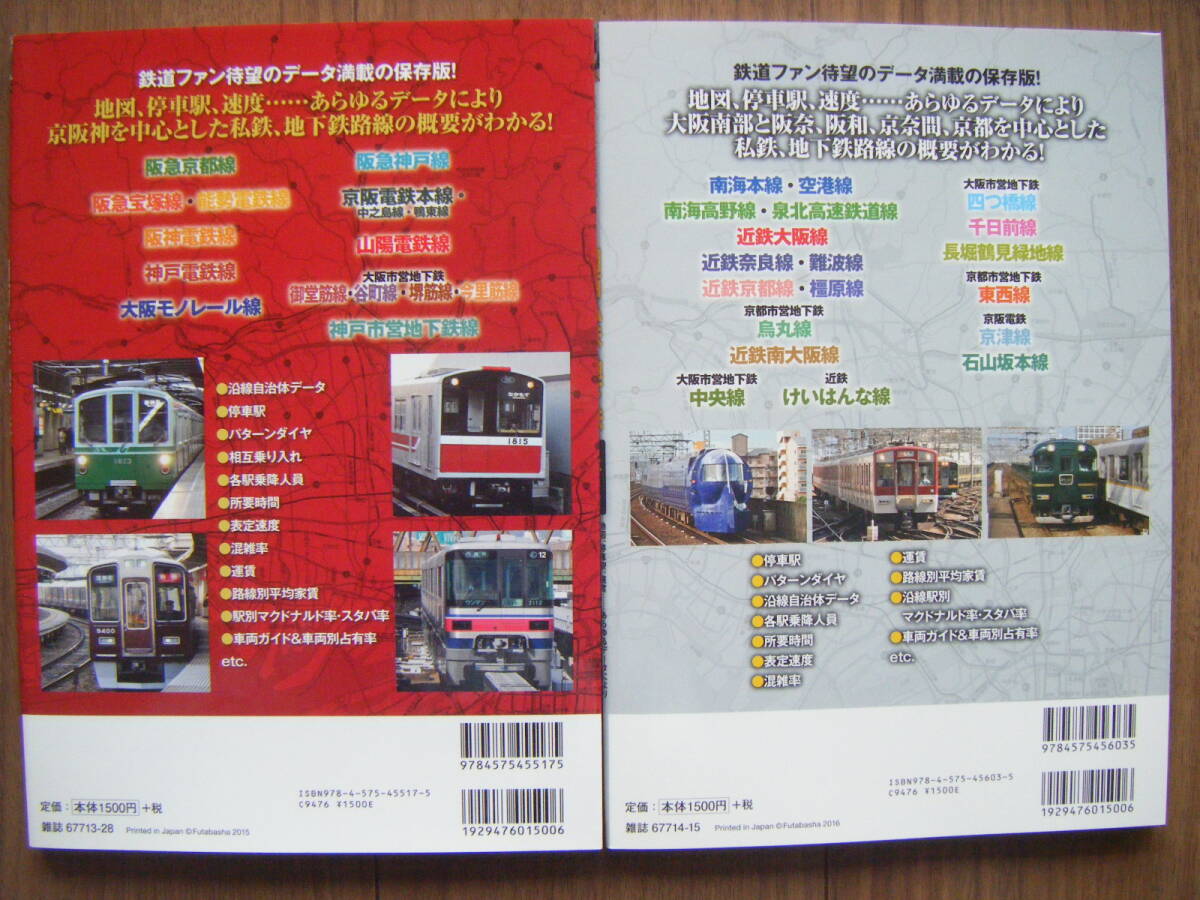 鉄道ファン待望のデータ満載の保存版!
地図、停車駅、速度……あらゆるデータにより
京阪神を中心とした私鉄、地下鉄路線の概要がわかる!
阪急京都線
阪急宝塚線・能勢電鉄線
阪神電鉄線
神戸電鉄線
大阪モノレール線
阪急神戸線
京阪電鉄本線・
中之島線・鴨東線
山陽電鉄線
大阪市営地下鉄
御堂筋線・谷町線・堺筋線・今里筋線
神戸市営地下鉄線
●沿線自治体データ
●停車駅
●パターンダイヤ
●相互乗り入れ
●各駅乗降人員
●所要時間
●表定速度
●混雑率
●運賃
●路線別平均家賃
●駅別マクドナルド率・スタバ率
●車両ガイド&車両別占有率
etc.
なかもず
1815
9400
ワンマン
12
9784575455175
ISBN978-4-575-45517-5
C9476 ¥1500E
定価:本体1500円+税
雑誌 67713-28
Printed in Japan ©Futabasha 2015
1929476015006
鉄道ファン待望のデータ満載の保存版!
地図、停車駅、速度……あらゆるデータにより
大阪南部と阪奈、阪和、京奈間、京都を中心とした
私鉄、地下鉄路線の概要がわかる!
南海本線・空港線
南海高野線・泉北高速鉄道線
近鉄大阪線
近鉄奈良線・難波線
近鉄京都線・橿原線
京都市営地下鉄
烏丸線
近鉄南大阪線
大阪市営地下鉄
中央線
近鉄
けいはんな線
大阪市営地下鉄
四つ橋線
千日前線
長堀鶴見緑地線
京都市営地下鉄
東西線
京阪電鉄
京津線
石山坂本線
●停車駅
●パターンダイヤ
●沿線自治体データ
●各駅乗降人員
●所要時間
●表定速度
●混雑率
●運賃
●路線別平均家賃
●沿線駅別
マクドナルド率・スタバ率
●車両ガイド&車両別占有率
etc.
9784575456035
ISBN978-4-575-45603-5
C9476 ¥1500E
定価:本体1500円+税
雑誌 67714-15
Printed in Japan ©Futabasha 2016
1929476015006